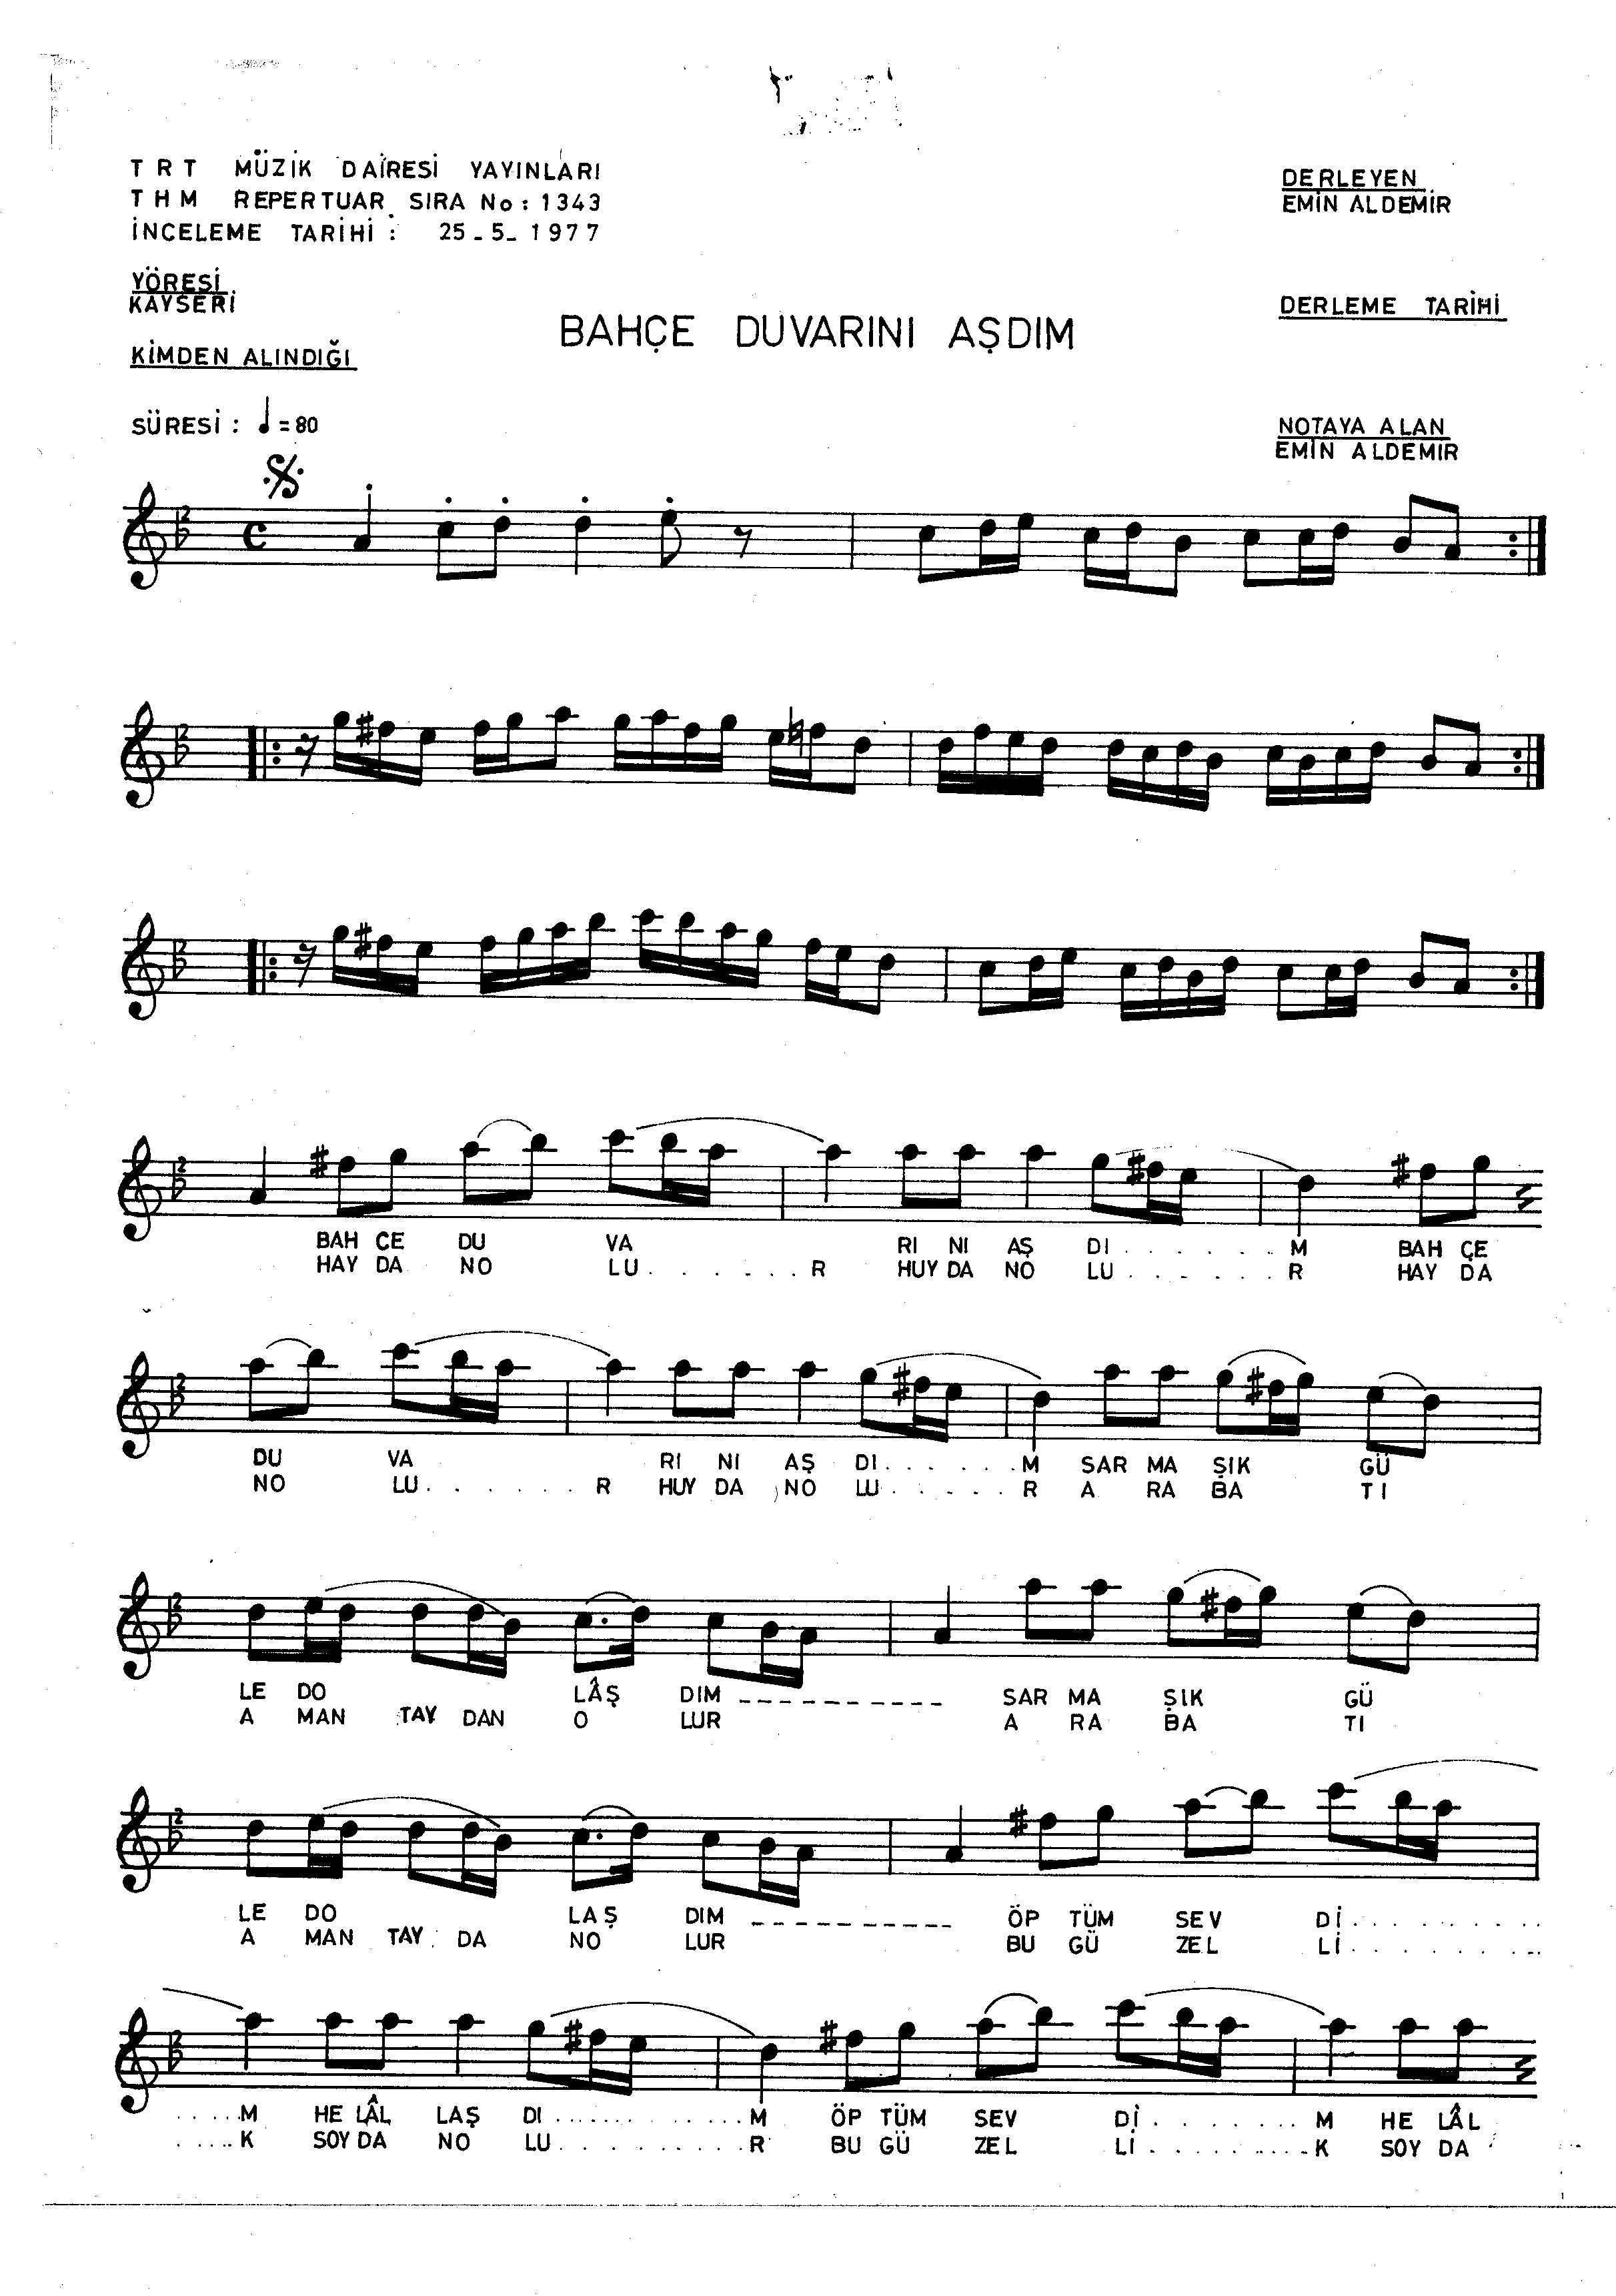 TRT MÜZİK DAİRESİ YAYINLARI
THM REPERTUAR SIRA No: 1343
İNCELEME TARİHİ : 25_5_1977
DERLEYEN
EMİN ALDEMİR
YÖRESİ
KAYSERİ
DERLEME TARİHİ
BAHÇE DUVARINI AŞDIM
KİMDEN ALINDIĞI
SÜRESİ : ♩=80
NOTAYA ALAN
EMİN ALDEMİR
BAH ÇE DU VA RI NI AŞ DI . . . . . . M BAH ÇE
HAY DA NO LU . . . . . . R HUY DA NO LU . . . . . . R HAY DA
DU VA RI NI AŞ DI . . . . . . M SAR MA ŞIK GÜ
NO LU . . . . . . R HUY DA NO LU . . . . . . R A RA BA TI
LE DO LÂŞ DIM _ _ _ _ _ _ _ _ _ _ SAR MA ŞIK GÜ
A MAN TAY DAN O LUR A RA BA TI
LE DO LAŞ DIM _ _ _ _ _ _ _ _ _ _ ÖP TÜM SEV Dİ . . . . . . . .
A MAN TAY DA NO LUR BU GÜ ZEL Lİ . . . . . . . .
. . . . . M HE LÂL LAŞ DI . . . . . . . . . . . M ÖP TÜM SEV Dİ . . . . . . . M HE LÂL
. . . . . K SOY DA NO LU . . . . . . . . . R BU GÜ ZEL Lİ . . . . . . . . K SOY DA